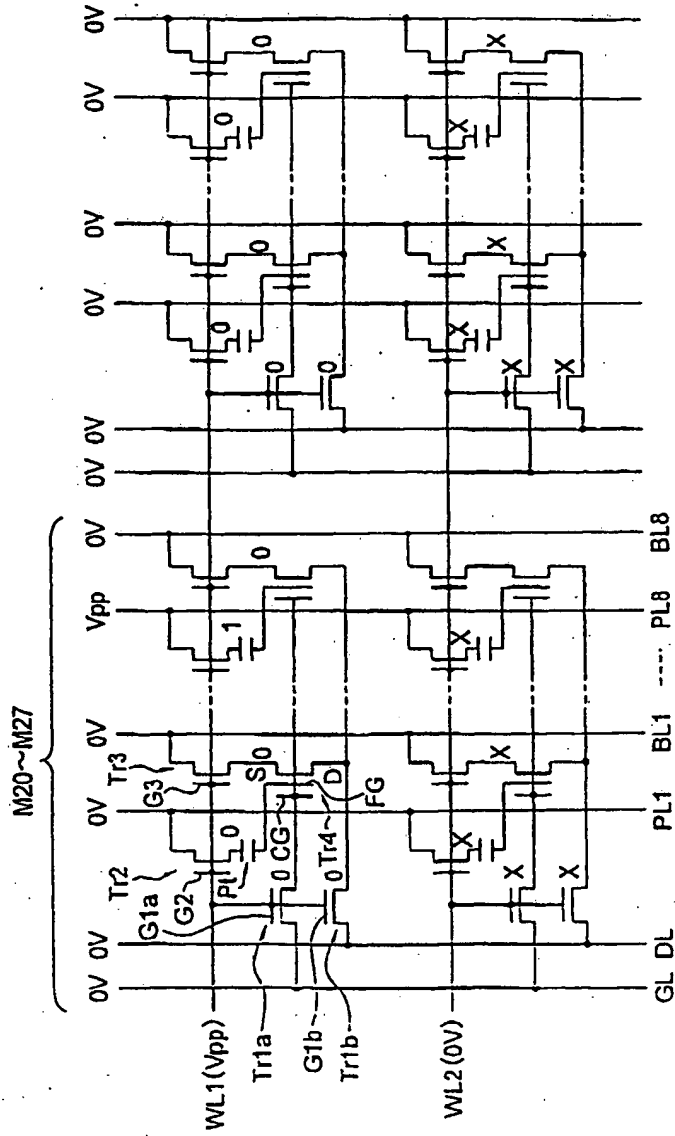 M20~M27
0V 0V 0V 0V Vpp 0V 0V 0V 0V 0V 0V 0V
Tr2 Tr3
G2 G3
G1a
WL1(Vpp)
Pt 0 S 0 1 0 0 0 0 0
Tr1a 0 CG D 0
FG
Tr4
G1b 0 0
Tr1b
WL2(0V)
X X X X X X X
X X
X X
GL DL PL1 BL1 ---- PL8 BL8